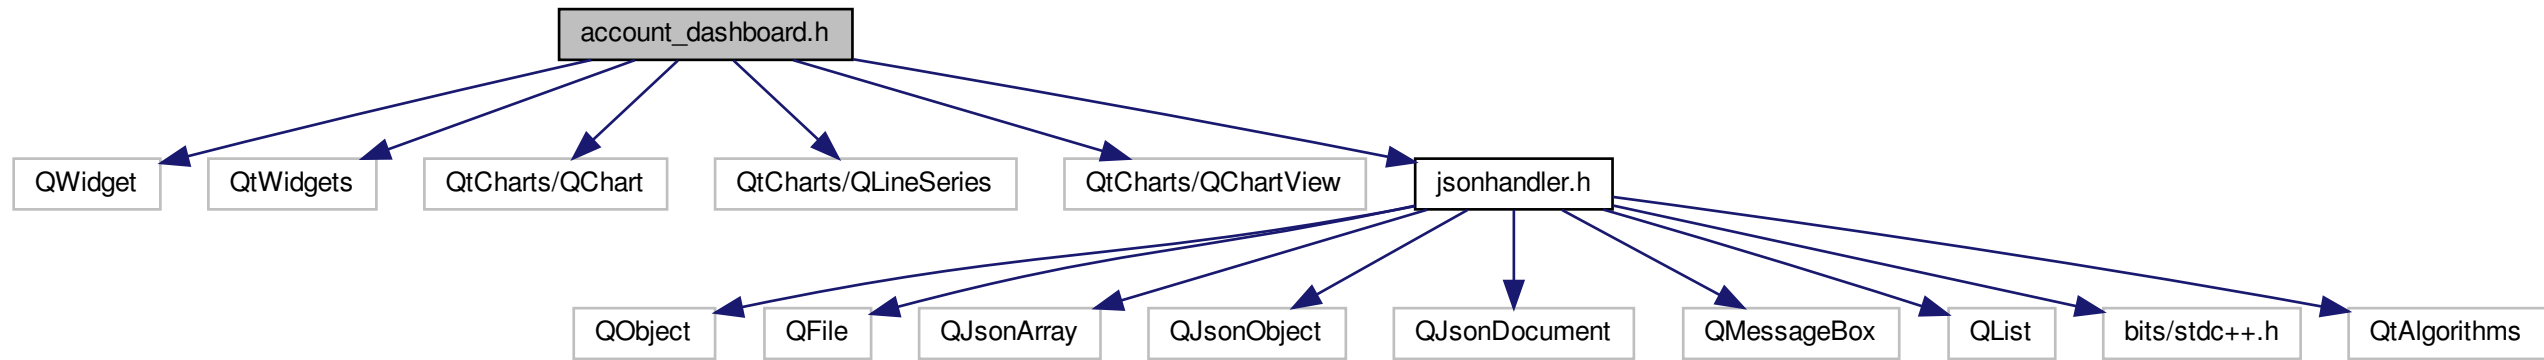 account_dashboard.h
QWidget
QtWidgets
QtCharts/QChart
QtCharts/QLineSeries
QtCharts/QChartView
jsonhandler.h
QObject
QFile
QJsonArray
QJsonObject
QJsonDocument
QMessageBox
QList
bits/stdc++.h
QtAlgorithms